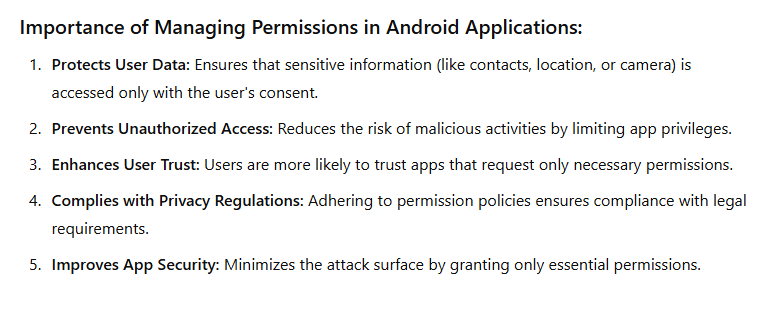 Importance of Managing Permissions in Android Applications:
1. Protects User Data: Ensures that sensitive information (like contacts, location, or camera) is
accessed only with the user's consent.
2. Prevents Unauthorized Access: Reduces the risk of malicious activities by limiting app privileges.
3. Enhances User Trust: Users are more likely to trust apps that request only necessary permissions.
4. Complies with Privacy Regulations: Adhering to permission policies ensures compliance with legal
requirements.
5. Improves App Security: Minimizes the attack surface by granting only essential permissions.